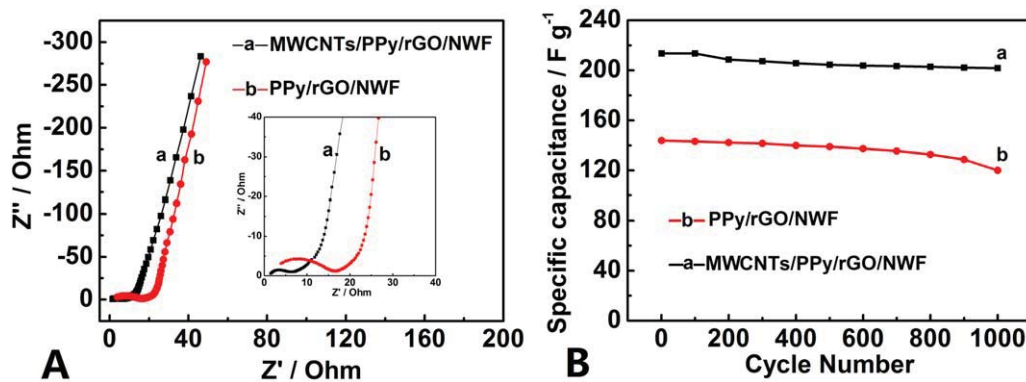 -300
-250
-200
-150
-100
-50
0
Z'' / Ohm
a MWCNTs/PPy/rGO/NWF
b PPy/rGO/NWF
a
b
-40
-30
-20
-10
0
Z'' / Ohm
a
b
0 10 20 30 40
Z' / Ohm
0 40 80 120 160 200
Z' / Ohm
A
240
200
160
120
80
40
0
Specific capacitance / F g⁻¹
a
b
b PPy/rGO/NWF
a MWCNTs/PPy/rGO/NWF
0 200 400 600 800 1000
Cycle Number
B